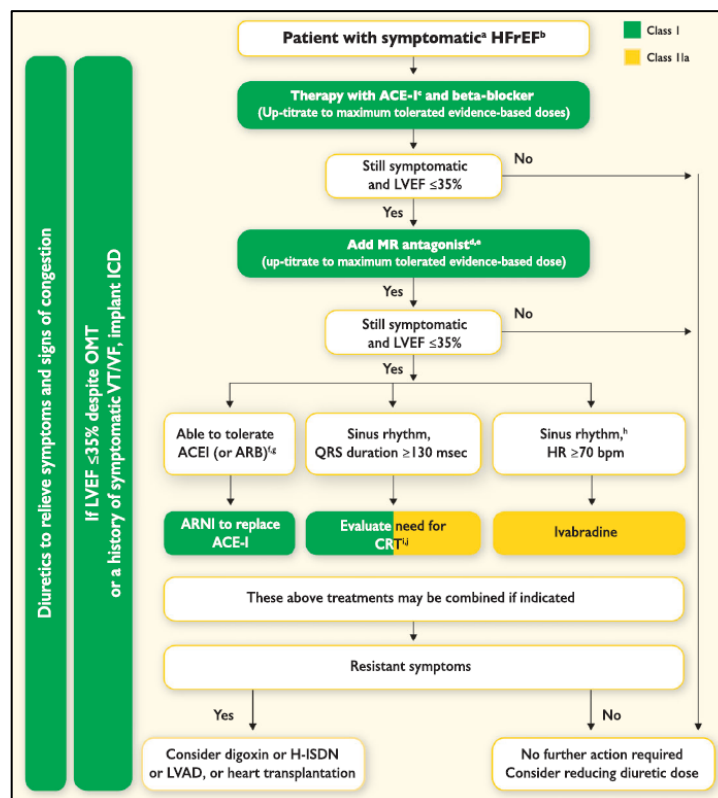 Patient with symptomaticᵃ HFrEFᵇ
Class I
Class IIa
Therapy with ACE-Iᶜ and beta-blocker
(Up-titrate to maximum tolerated evidence-based doses)
No
Still symptomatic
and LVEF ≤35%
Yes
Add MR antagonistᵈ,ᵉ
(up-titrate to maximum tolerated evidence-based dose)
Yes
No
Still symptomatic
and LVEF ≤35%
Yes
Able to tolerate
ACEI (or ARB)ᶠ,ᵍ
Sinus rhythm,
QRS duration ≥130 msec
Sinus rhythm,ʰ
HR ≥70 bpm
ARNI to replace
ACE-I
Evaluate need for
CRTⁱ,ʲ
Ivabradine
These above treatments may be combined if indicated
Resistant symptoms
Yes
No
Consider digoxin or H-ISDN
or LVAD, or heart transplantation
No further action required
Consider reducing diuretic dose
Diuretics to relieve symptoms and signs of congestion
If LVEF ≤35% despite OMT
or a history of symptomatic VT/VF, implant ICD